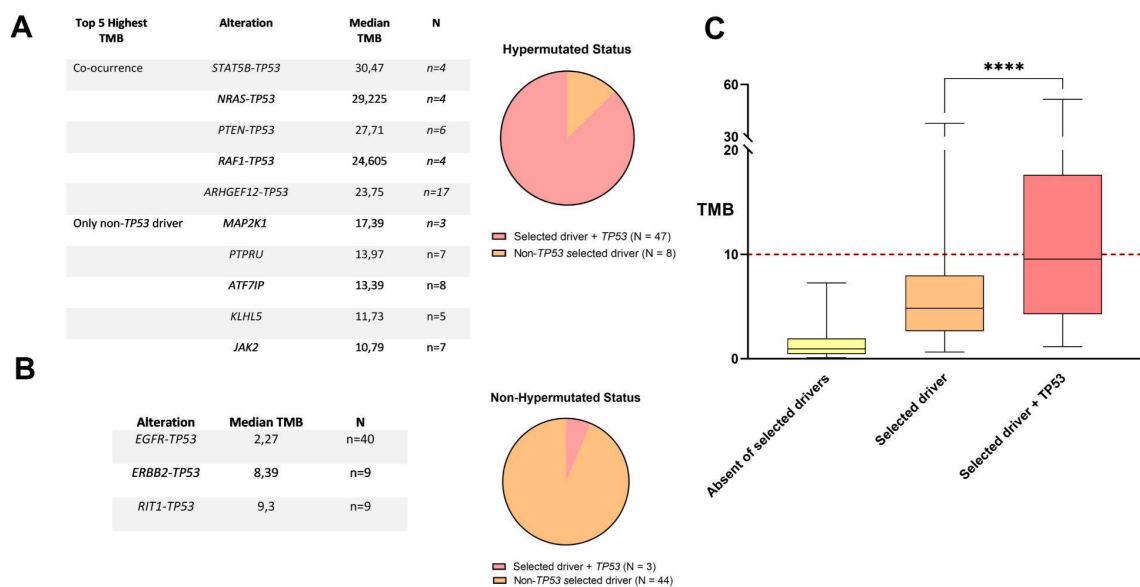 A
Top 5 Highest TMB Alteration Median TMB N
Co-ocurrence STAT5B-TP53 30,47 n=4
NRAS-TP53 29,225 n=4
PTEN-TP53 27,71 n=6
RAF1-TP53 24,605 n=4
ARHGEF12-TP53 23,75 n=17
Only non-TP53 driver MAP2K1 17,39 n=3
PTPRU 13,97 n=7
ATF7IP 13,39 n=8
KLHL5 11,73 n=5
JAK2 10,79 n=7
Hypermutated Status
Selected driver + TP53 (N = 47)
Non-TP53 selected driver (N = 8)
B
Alteration Median TMB N
EGFR-TP53 2,27 n=40
ERBB2-TP53 8,39 n=9
RIT1-TP53 9,3 n=9
Non-Hypermutated Status
Selected driver + TP53 (N = 3)
Non-TP53 selected driver (N = 44)
C
****
60
30
20
TMB
10
0
Absent of selected drivers
Selected driver
Selected driver + TP53